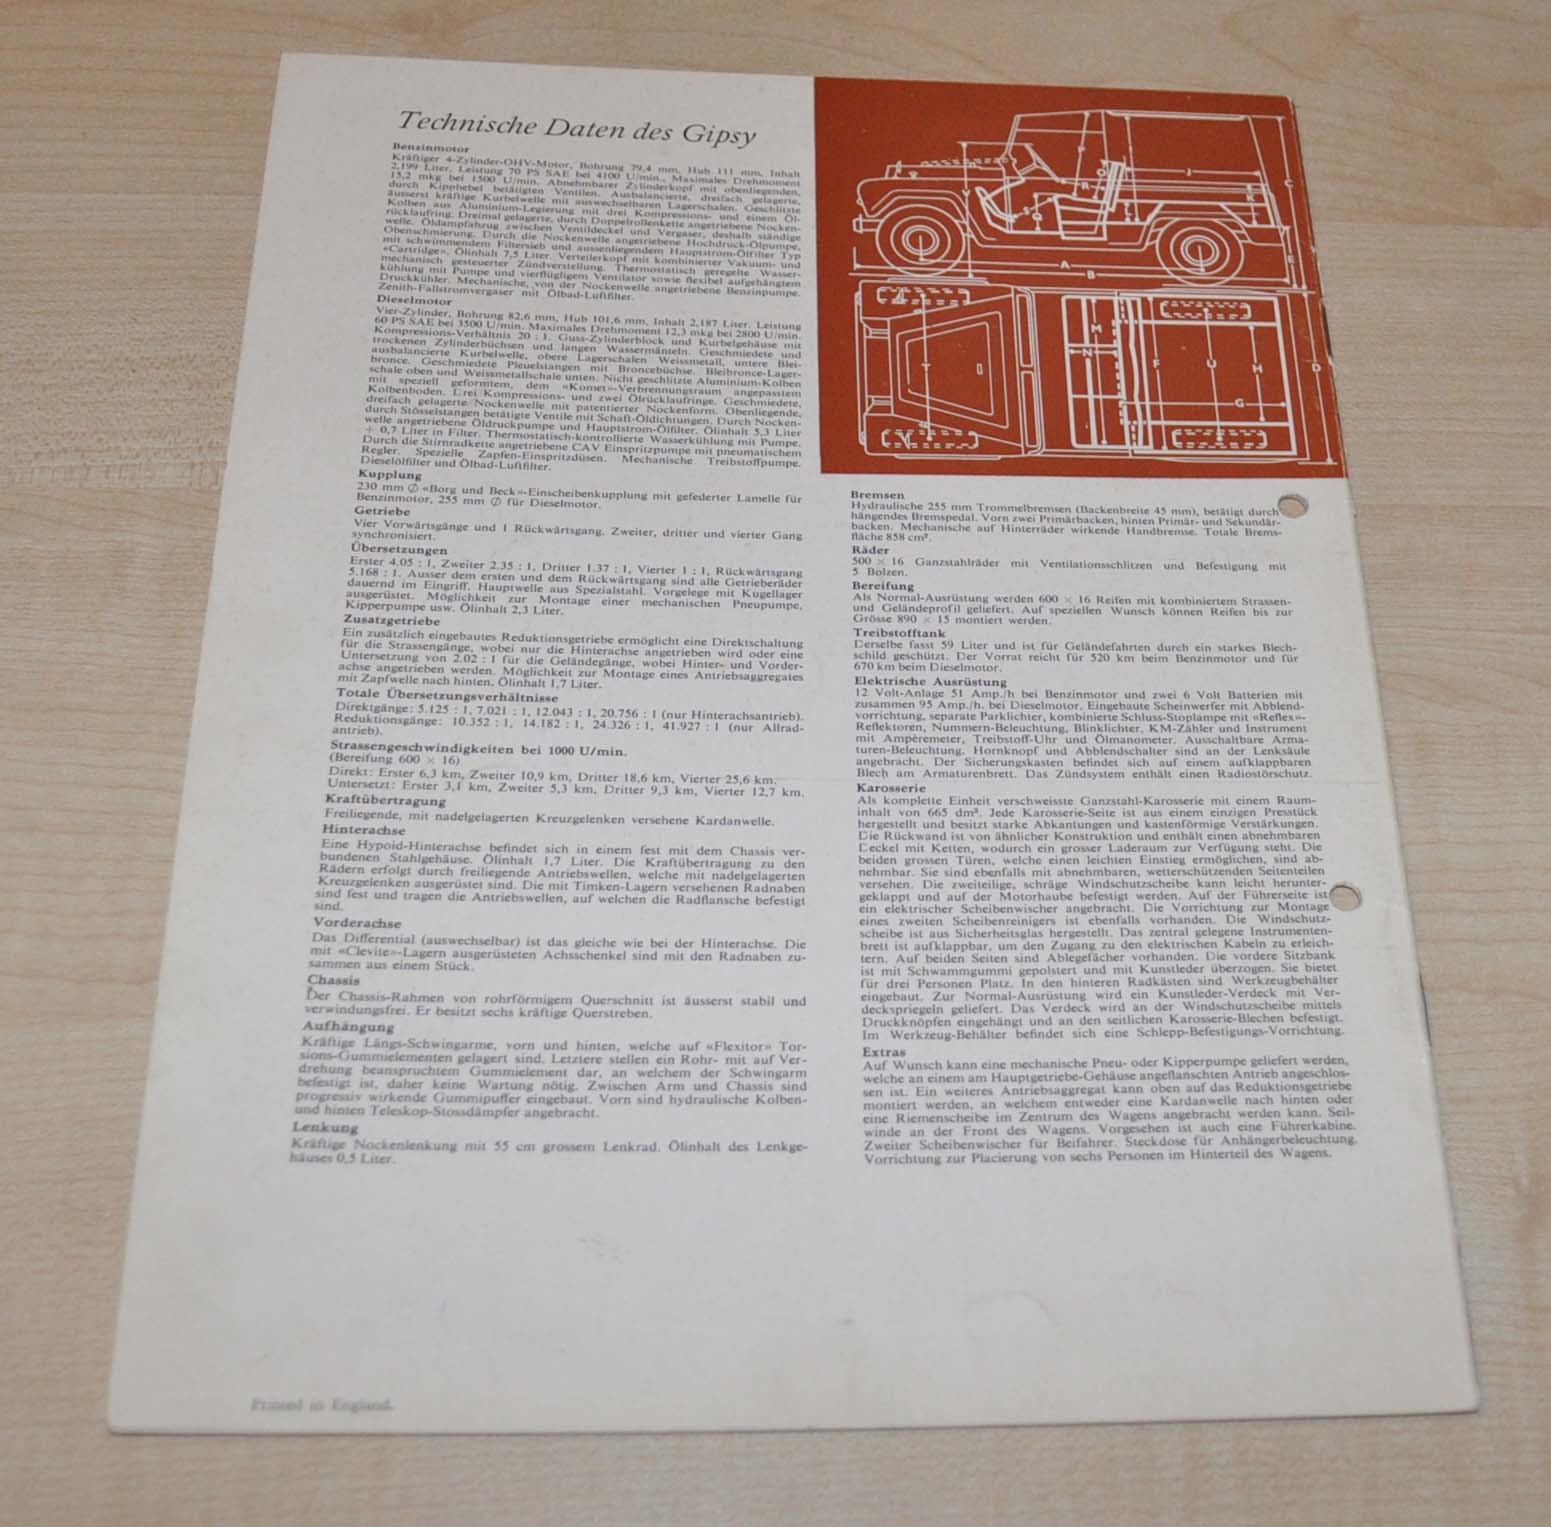 Technische Daten des Gipsy
Benzinmotor
Kräftiger 4-Zylinder-OHV-Motor, Bohrung 79,4 mm, Hub 111 mm, Inhalt
2,199 Liter, Leistung 70 PS SAE bei 4100 U/min., Maximales Drehmoment
15,2 mkg bei 1500 U/min. Abnehmbarer Zylinderkopf mit obenliegenden,
durch Kipphebel betätigten Ventilen. Ausbalancierte, dreifach gelagerte,
äusserst kräftige Kurbelwelle mit auswechselbaren Lagerschalen. Geschlitzte
Kolben aus Aluminium-Legierung mit drei Kompressions- und einem Öl-
rücklaufring. Dreimal gelagerte, durch Doppelrollenkette angetriebene Nocken-
welle. Öldampfabzug zwischen Ventildeckel und Vergaser, deshalb ständige
Obenschmierung. Durch die Nockenwelle angetriebene Hochdruck-Ölpumpe,
mit schwimmendem Filtersieb und aussenliegendem Hauptstrom-Ölfilter Typ
«Cartridge». Ölinhalt 7,5 Liter. Verteilerkopf mit kombinierter Vakuum- und
mechanisch gesteuerter Zündverstellung. Thermostatisch geregelte Wasser-
kühlung mit Pumpe und vierflügligem Ventilator sowie flexibel aufgehängtem
Druckkühler. Mechanische, von der Nockenwelle angetriebene Benzinpumpe.
Zenith-Fallstromvergaser mit Ölbad-Luftfilter.
Dieselmotor
Vier-Zylinder, Bohrung 82,6 mm, Hub 101,6 mm, Inhalt 2,187 Liter. Leistung
60 PS SAE bei 3500 U/min. Maximales Drehmoment 12,3 mkg bei 2800 U/min.
Kompressions-Verhältnis 20 : 1. Guss-Zylinderblock und Kurbelgehäuse mit
trockenen Zylinderbüchsen und langen Wassermänteln. Geschmiedete und
ausbalancierte Kurbelwelle, obere Lagerschalen Weissmetall, untere Blei-
bronce. Geschmiedete Pleuelstangen mit Broncebüchse. Bleibronce-Lager-
schale oben und Weissmetallschale unten. Nicht geschlitzte Aluminium-Kolben
mit speziell geformtem, dem «Komet»-Verbrennungsraum angepasstem
Kolbenboden. Drei Kompressions- und zwei Ölrücklaufringe. Geschmiedete,
dreifach gelagerte Nockenwelle mit patentierter Nockenform. Obenliegende,
durch Stösselstangen betätigte Ventile mit Schaft-Öldichtungen. Durch Nocken-
welle angetriebene Öldruckpumpe und Hauptstrom-Ölfilter. Ölinhalt 5,3 Liter
+ 0,7 Liter in Filter. Thermostatisch-kontrollierte Wasserkühlung mit Pumpe.
Durch die Stirnradkette angetriebene CAV Einspritzpumpe mit pneumatischem
Regler. Spezielle Zapfen-Einspritzdüsen. Mechanische Treibstoffpumpe.
Dieselölfilter und Ölbad-Luftfilter.
Kupplung
230 mm ∅ «Borg und Beck»-Einscheibenkupplung mit gefederter Lamelle für
Benzinmotor, 255 mm ∅ für Dieselmotor.
Getriebe
Vier Vorwärtsgänge und 1 Rückwärtsgang. Zweiter, dritter und vierter Gang
synchronisiert.
Übersetzungen
Erster 4.05 : 1, Zweiter 2.35 : 1, Dritter 1.37 : 1, Vierter 1 : 1, Rückwärtsgang
5.168 : 1. Ausser dem ersten und dem Rückwärtsgang sind alle Getrieberäder
dauernd im Eingriff. Hauptwelle aus Spezialstahl. Vorgelege mit Kugellager
ausgerüstet. Möglichkeit zur Montage einer mechanischen Pneupumpe,
Kipperpumpe usw. Ölinhalt 2,3 Liter.
Zusatzgetriebe
Ein zusätzlich eingebautes Reduktionsgetriebe ermöglicht eine Direktschaltung
für die Strassengänge, wobei nur die Hinterachse angetrieben wird oder eine
Untersetzung von 2.02 : 1 für die Geländegänge, wobei Hinter- und Vorder-
achse angetrieben werden. Möglichkeit zur Montage eines Antriebsaggregates
mit Zapfwelle nach hinten. Ölinhalt 1,7 Liter.
Totale Übersetzungsverhältnisse
Direktgänge: 5.125 : 1, 7.021 : 1, 12.043 : 1, 20.756 : 1 (nur Hinterachsantrieb).
Reduktionsgänge: 10.352 : 1, 14.182 : 1, 24.326 : 1, 41.927 : 1 (nur Allrad-
antrieb).
Strassengeschwindigkeiten bei 1000 U/min.
(Bereifung 600 × 16)
Direkt: Erster 6,3 km, Zweiter 10,9 km, Dritter 18,6 km, Vierter 25,6 km.
Untersetzt: Erster 3,1 km, Zweiter 5,3 km, Dritter 9,3 km, Vierter 12,7 km.
Kraftübertragung
Freiliegende, mit nadelgelagerten Kreuzgelenken versehene Kardanwelle.
Hinterachse
Eine Hypoid-Hinterachse befindet sich in einem fest mit dem Chassis ver-
bundenen Stahlgehäuse. Ölinhalt 1,7 Liter. Die Kraftübertragung zu den
Rädern erfolgt durch freiliegende Antriebswellen, welche mit nadelgelagerten
Kreuzgelenken ausgerüstet sind. Die mit Timken-Lagern versehenen Radnaben
sind fest und tragen die Antriebswellen, auf welchen die Radflansche befestigt
sind.
Vorderachse
Das Differential (auswechselbar) ist das gleiche wie bei der Hinterachse. Die
mit «Clevite»-Lagern ausgerüsteten Achsschenkel sind mit den Radnaben zu-
sammen aus einem Stück.
Chassis
Der Chassis-Rahmen von rohrförmigem Querschnitt ist äusserst stabil und
verwindungsfrei. Er besitzt sechs kräftige Querstreben.
Aufhängung
Kräftige Längs-Schwingarme, vorn und hinten, welche auf «Flexitor» Tor-
sions-Gummielementen gelagert sind. Letztere stellen ein Rohr- mit auf Ver-
drehung beanspruchtem Gummielement dar, an welchem der Schwingarm
befestigt ist, daher keine Wartung nötig. Zwischen Arm und Chassis sind
progressiv wirkende Gummipuffer eingebaut. Vorn sind hydraulische Kolben-
und hinten Teleskop-Stossdämpfer angebracht.
Lenkung
Kräftige Nockenlenkung mit 55 cm grossem Lenkrad. Ölinhalt des Lenkge-
häuses 0,5 Liter.
Printed in England.
A
B
C
D
E
F
G
H
J
K
L
M
N
O
P
Q
R
S
T
U
V
Bremsen
Hydraulische 255 mm Trommelbremsen (Backenbreite 45 mm), betätigt durch
hängendes Bremspedal. Vorn zwei Primärbacken, hinten Primär- und Sekundär-
backen. Mechanische auf Hinterräder wirkende Handbremse. Totale Brems-
fläche 858 cm².
Räder
500 × 16 Ganzstahlräder mit Ventilationsschlitzen und Befestigung mit
5 Bolzen.
Bereifung
Als Normal-Ausrüstung werden 600 × 16 Reifen mit kombiniertem Strassen-
und Geländeprofil geliefert. Auf speziellen Wunsch können Reifen bis zur
Grösse 890 × 15 montiert werden.
Treibstofftank
Derselbe fasst 59 Liter und ist für Geländefahrten durch ein starkes Blech-
schild geschützt. Der Vorrat reicht für 520 km beim Benzinmotor und für
670 km beim Dieselmotor.
Elektrische Ausrüstung
12 Volt-Anlage 51 Amp./h bei Benzinmotor und zwei 6 Volt Batterien mit
zusammen 95 Amp./h. bei Dieselmotor. Eingebaute Scheinwerfer mit Abblend-
vorrichtung, separate Parklichter, kombinierte Schluss-Stoplampe mit «Reflex»-
Reflektoren, Nummern-Beleuchtung, Blinklichter, KM-Zähler und Instrument
mit Ampèremeter, Treibstoff-Uhr und Ölmanometer. Ausschaltbare Arma-
turen-Beleuchtung. Hornknopf und Abblendschalter sind an der Lenksäule
angebracht. Der Sicherungskasten befindet sich auf einem aufklappbaren
Blech am Armaturenbrett. Das Zündsystem enthält einen Radiostörschutz.
Karosserie
Als komplette Einheit verschweisste Ganzstahl-Karosserie mit einem Raum-
inhalt von 665 dm³. Jede Karosserie-Seite ist aus einem einzigen Presstück
hergestellt und besitzt starke Abkantungen und kastenförmige Verstärkungen.
Die Rückwand ist von ähnlicher Konstruktion und enthält einen abnehmbaren
Deckel mit Ketten, wodurch ein grosser Laderaum zur Verfügung steht. Die
beiden grossen Türen, welche einen leichten Einstieg ermöglichen, sind ab-
nehmbar. Sie sind ebenfalls mit abnehmbaren, wetterschützenden Seitenteilen
versehen. Die zweiteilige, schräge Windschutzscheibe kann leicht herunter-
geklappt und auf der Motorhaube befestigt werden. Auf der Führerseite ist
ein elektrischer Scheibenwischer angebracht. Die Vorrichtung zur Montage
eines zweiten Scheibenreinigers ist ebenfalls vorhanden. Die Windschutz-
scheibe ist aus Sicherheitsglas hergestellt. Das zentral gelegene Instrumenten-
brett ist aufklappbar, um den Zugang zu den elektrischen Kabeln zu erleich-
tern. Auf beiden Seiten sind Ablegefächer vorhanden. Die vordere Sitzbank
ist mit Schwammgummi gepolstert und mit Kunstleder überzogen. Sie bietet
für drei Personen Platz. In den hinteren Radkästen sind Werkzeugbehälter
eingebaut. Zur Normal-Ausrüstung wird ein Kunstleder-Verdeck mit Ver-
deckspriegeln geliefert. Das Verdeck wird an der Windschutzscheibe mittels
Druckknöpfen eingehängt und an den seitlichen Karosserie-Blechen befestigt.
Im Werkzeug-Behälter befindet sich eine Schlepp-Befestigungs-Vorrichtung.
Extras
Auf Wunsch kann eine mechanische Pneu- oder Kipperpumpe geliefert werden,
welche an einem am Hauptgetriebe-Gehäuse angeflanschten Antrieb angeschlos-
sen ist. Ein weiteres Antriebsaggregat kann oben auf das Reduktionsgetriebe
montiert werden, an welchem entweder eine Kardanwelle nach hinten oder
eine Riemenscheibe im Zentrum des Wagens angebracht werden kann. Seil-
winde an der Front des Wagens. Vorgesehen ist auch eine Führerkabine.
Zweiter Scheibenwischer für Beifahrer. Steckdose für Anhängerbeleuchtung.
Vorrichtung zur Placierung von sechs Personen im Hinterteil des Wagens.